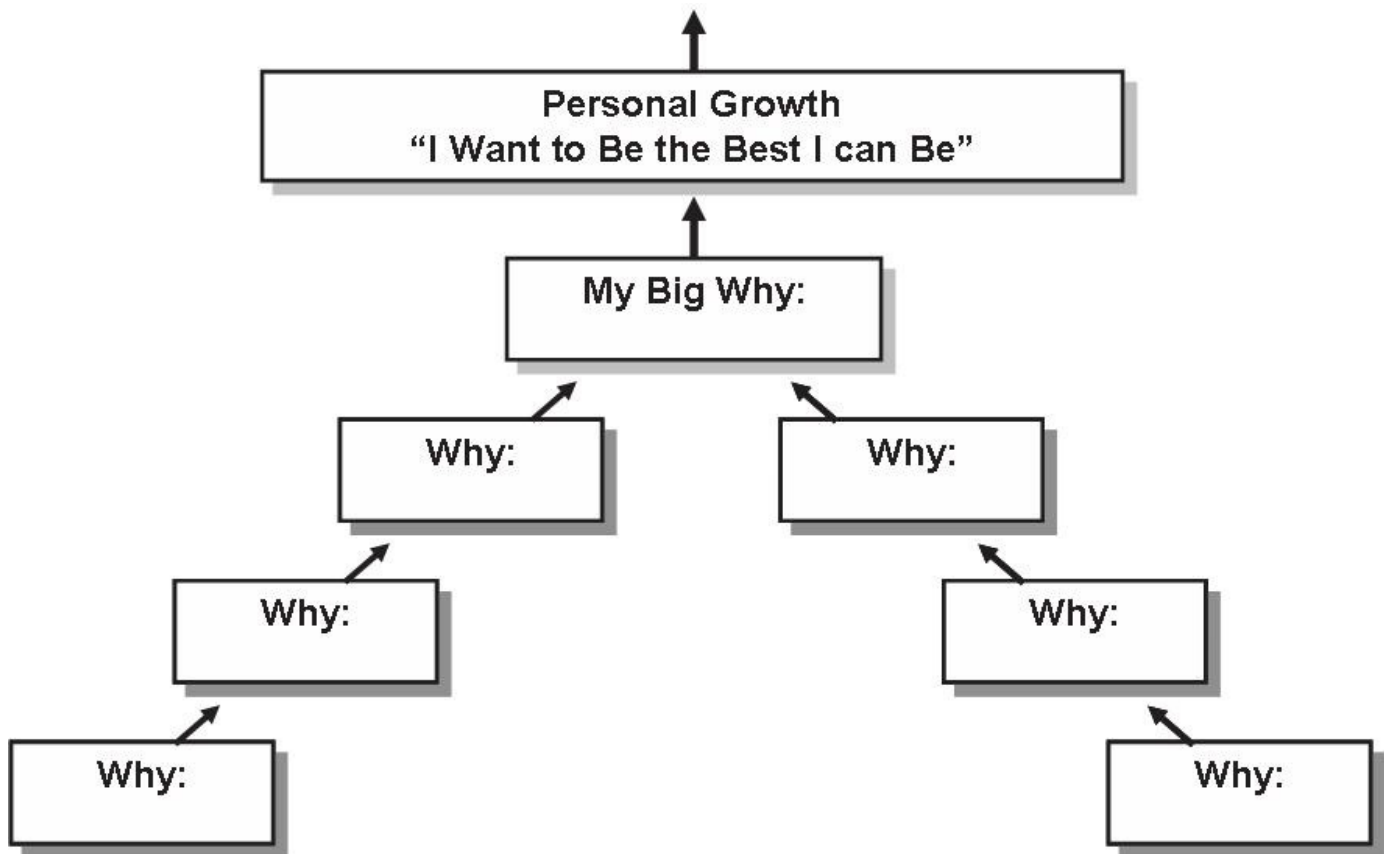 Personal Growth
“I Want to Be the Best I can Be”
My Big Why:
Why:
Why:
Why:
Why:
Why:
Why: